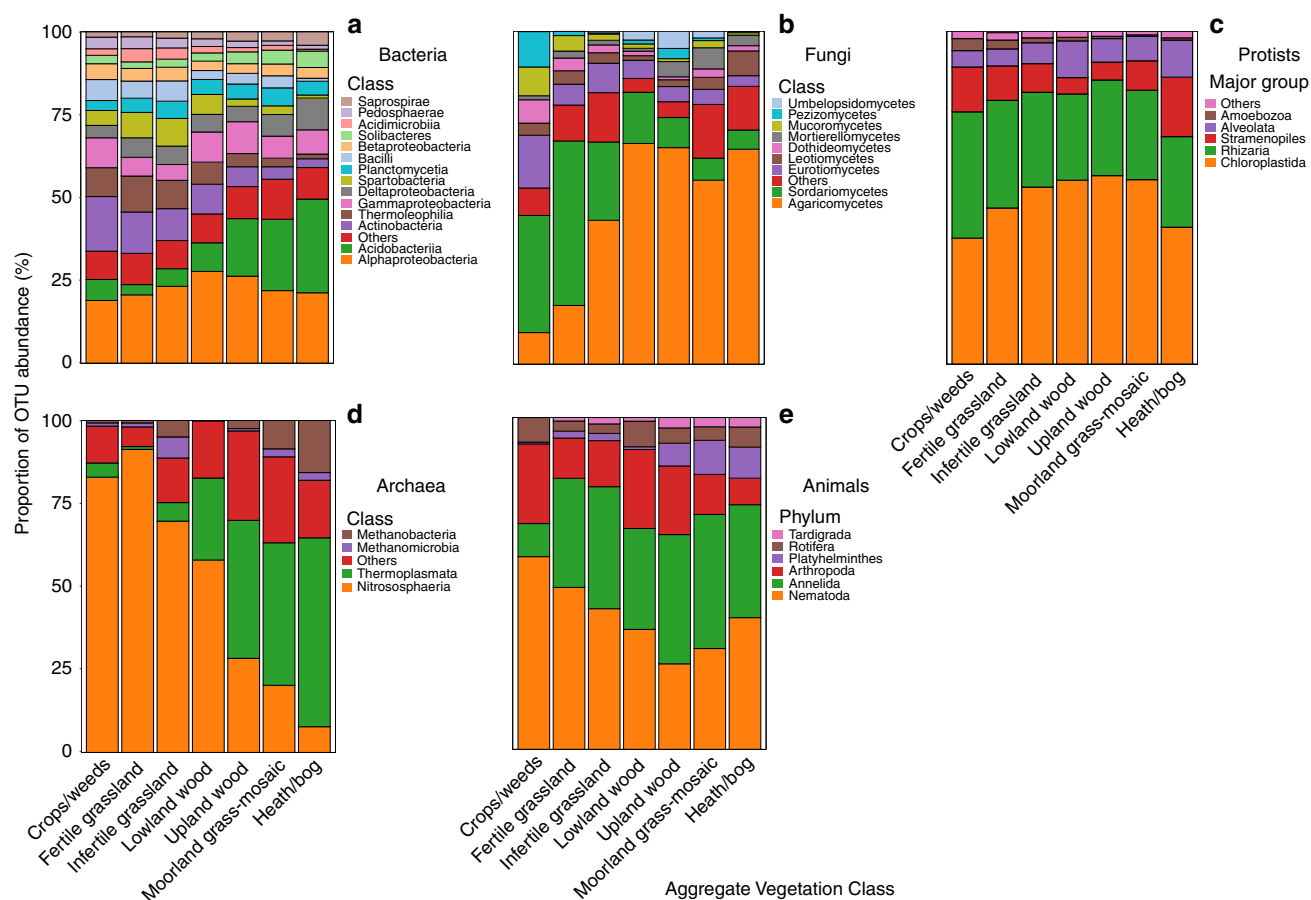 Proportion of OTU abundance (%)
100
75
50
25
0
a
Bacteria
Class
Saprospirae
Pedosphaerae
Acidimicrobiia
Solibacteres
Betaproteobacteria
Bacilli
Planctomycetia
Spartobacteria
Deltaproteobacteria
Gammaproteobacteria
Thermoleophilia
Actinobacteria
Others
Acidobacteriia
Alphaproteobacteria
b
Fungi
Class
Umbelopsidomycetes
Pezizomycetes
Mucoromycetes
Mortierellomycetes
Dothideomycetes
Leotiomycetes
Eurotiomycetes
Others
Sordariomycetes
Agaricomycetes
c
Protists
Major group
Others
Amoebozoa
Alveolata
Stramenopiles
Rhizaria
Chloroplastida
Crops/weeds
Fertile grassland
Infertile grassland
Lowland wood
Upland wood
Moorland grass-mosaic
Heath/bog
100
75
50
25
0
d
Archaea
Class
Methanobacteria
Methanomicrobia
Others
Thermoplasmata
Nitrososphaeria
Crops/weeds
Fertile grassland
Infertile grassland
Lowland wood
Upland wood
Moorland grass-mosaic
Heath/bog
e
Animals
Phylum
Tardigrada
Rotifera
Platyhelminthes
Arthropoda
Annelida
Nematoda
Crops/weeds
Fertile grassland
Infertile grassland
Lowland wood
Upland wood
Moorland grass-mosaic
Heath/bog
Aggregate Vegetation Class